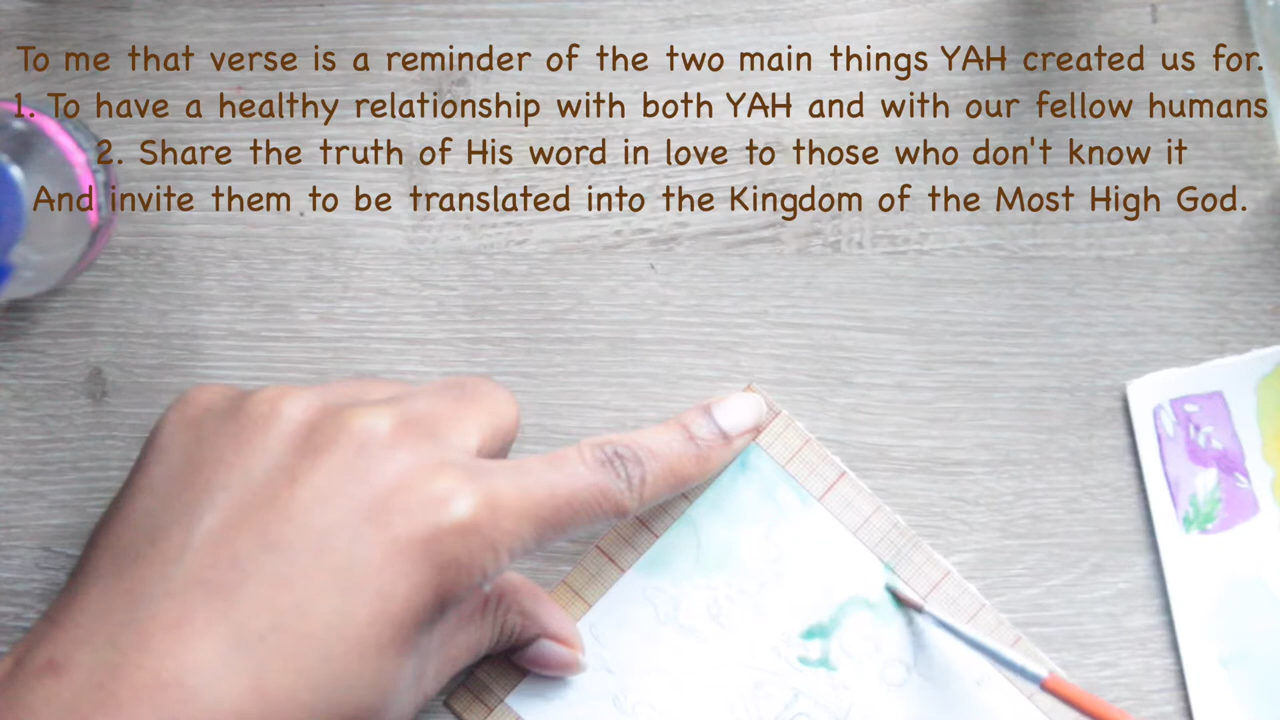 To me that verse is a reminder of the two main things YAH created us for.
1. To have a healthy relationship with both YAH and with our fellow humans
2. Share the truth of His word in love to those who don't know it
And invite them to be translated into the Kingdom of the Most High God.